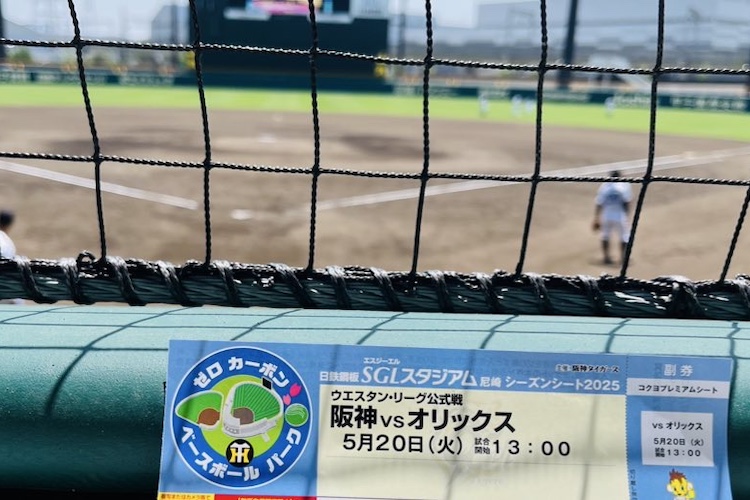 ゼロ カーボン
ベースボール パーク
エスジーエル
日鉄鋼板 SGLスタジアム 尼崎 シーズンシート2025
主催 阪神タイガース
ウエスタン・リーグ公式戦
阪神 vs オリックス
5月20日(火) 試合開始 13:00
副券
コクヨプレミアムシート
vs オリックス
5月20日(火)
試合開始 13:00